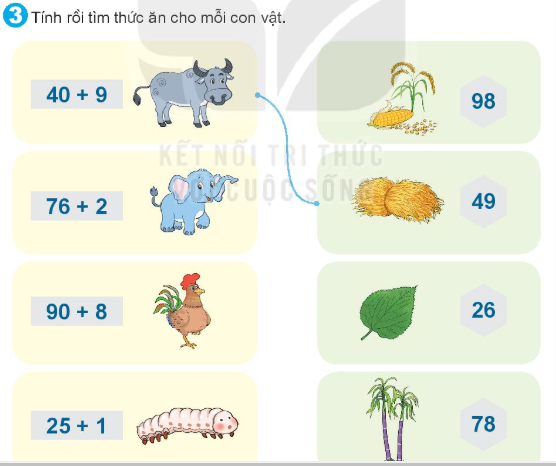 3 Tính rồi tìm thức ăn cho mỗi con vật.
40 + 9
98
KẾT NỐI TRI THỨC
CUỘC SỐNG
76 + 2
49
90 + 8
26
25 + 1
78